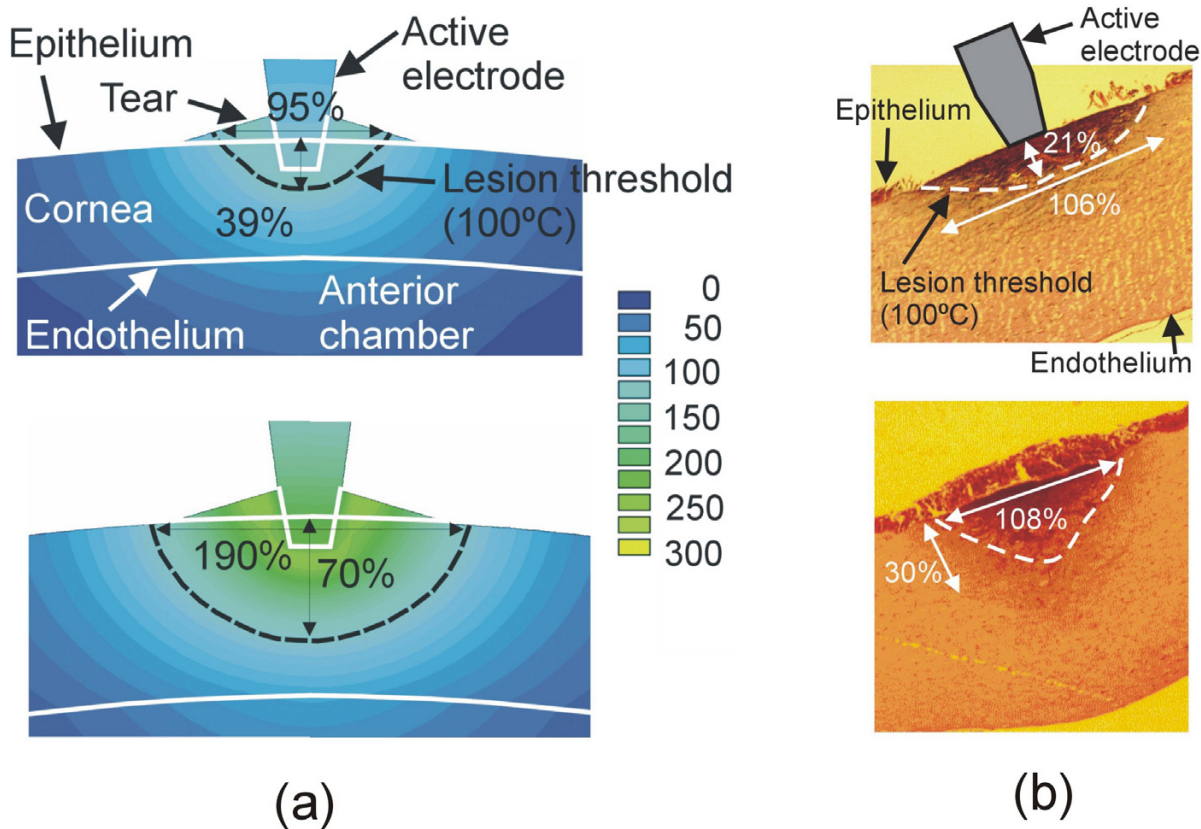 Epithelium
Tear
95%
Active
electrode
Cornea
39%
Lesion threshold
(100ºC)
Endothelium
Anterior
chamber
0
50
100
150
200
250
300
190%
70%
(a)
Active
electrode
Epithelium
21%
106%
Lesion threshold
(100ºC)
Endothelium
108%
30%
(b)